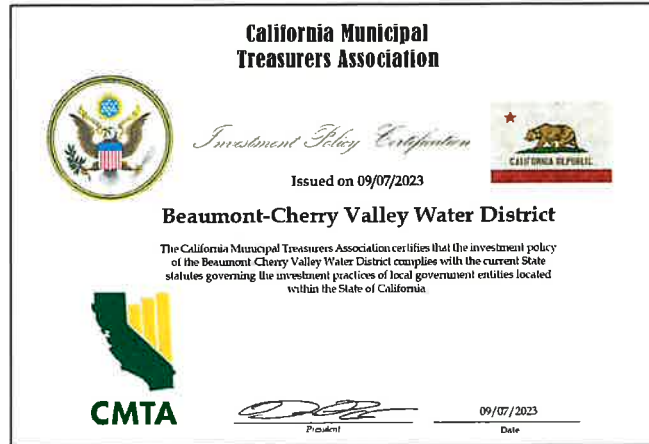 California Municipal
Treasurers Association
Investment Policy Certification
CALIFORNIA REPUBLIC
Issued on 09/07/2023
Beaumont-Cherry Valley Water District
The California Municipal Treasurers Association certifies that the investment policy
of the Beaumont-Cherry Valley Water District complies with the current State
statutes governing the investment practices of local government entities located
within the State of California
CMTA
09/07/2023
President
Date